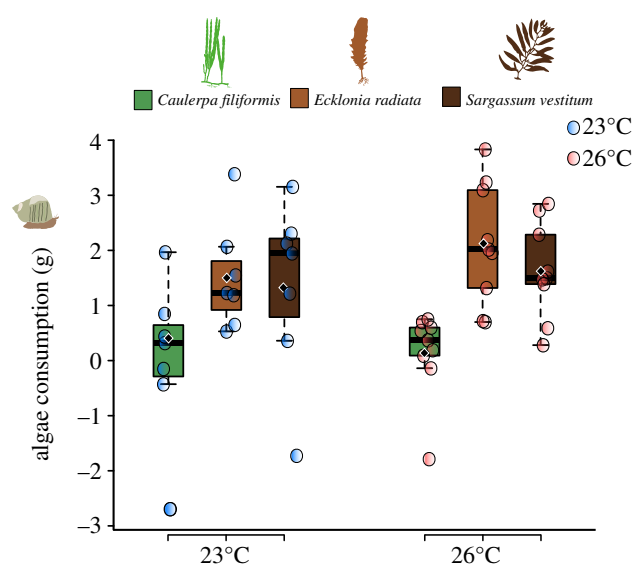 Caulerpa filiformis Ecklonia radiata Sargassum vestitum
23°C
26°C
algae consumption (g)
4
3
2
1
0
–1
–2
–3
23°C 26°C